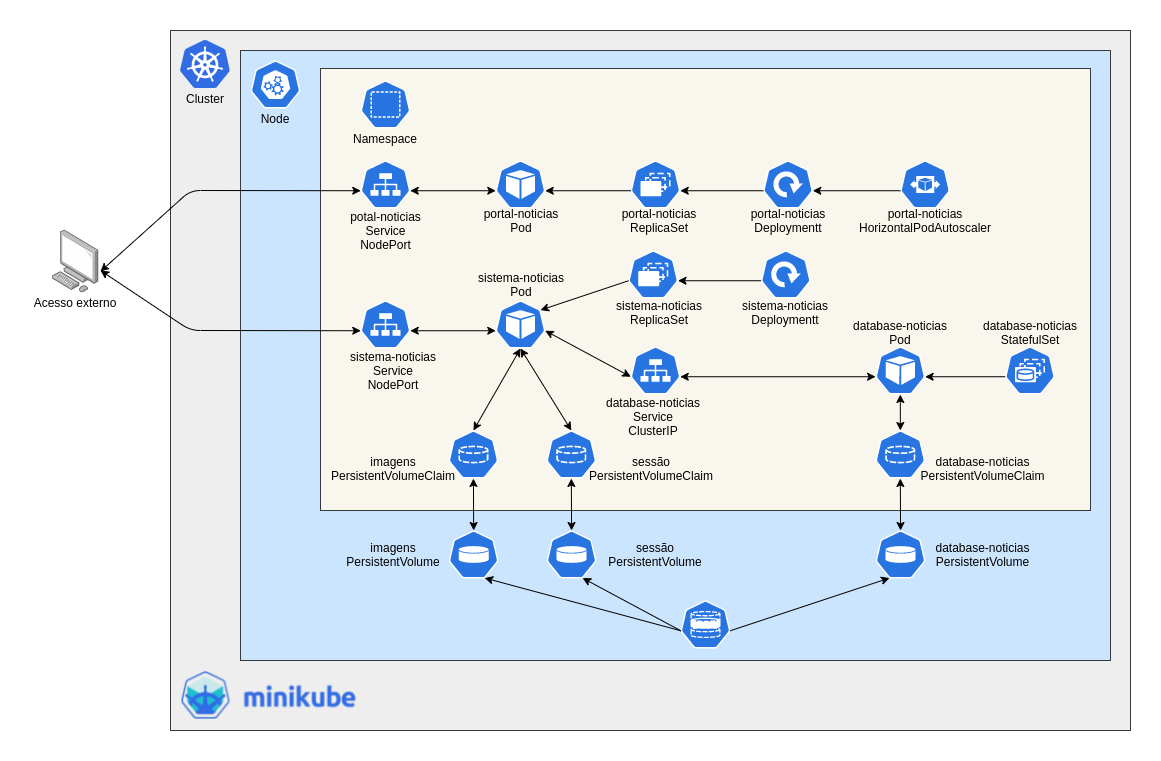 Cluster
Node
Namespace
potal-noticias
Service
NodePort
portal-noticias
Pod
portal-noticias
ReplicaSet
portal-noticias
Deploymentt
portal-noticias
HorizontalPodAutoscaler
Acesso externo
sistema-noticias
Pod
sistema-noticias
ReplicaSet
sistema-noticias
Deploymentt
sistema-noticias
Service
NodePort
database-noticias
Pod
database-noticias
StatefulSet
database-noticias
Service
ClusterIP
imagens
PersistentVolumeClaim
sessão
PersistentVolumeClaim
database-noticias
PersistentVolumeClaim
imagens
PersistentVolume
sessão
PersistentVolume
database-noticias
PersistentVolume
minikube